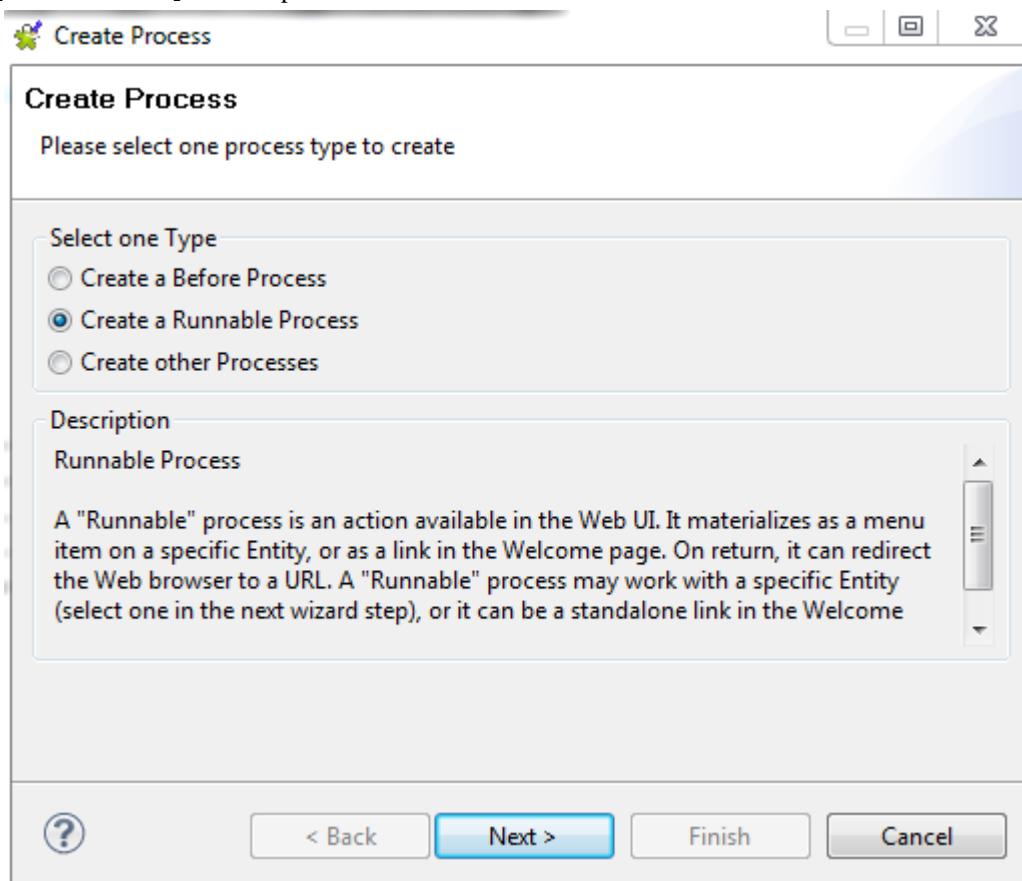 Create Process
Create Process
Please select one process type to create
Select one Type
Create a Before Process
Create a Runnable Process
Create other Processes
Description
Runnable Process
A "Runnable" process is an action available in the Web UI. It materializes as a menu
item on a specific Entity, or as a link in the Welcome page. On return, it can redirect
the Web browser to a URL. A "Runnable" process may work with a specific Entity
(select one in the next wizard step), or it can be a standalone link in the Welcome
?
< Back
Next >
Finish
Cancel